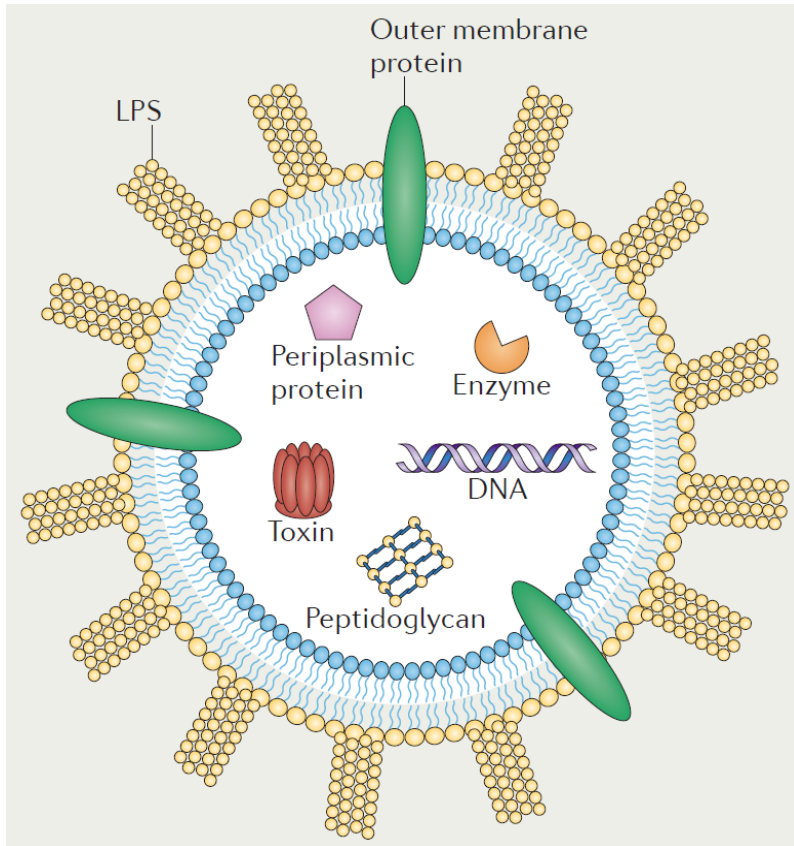 Outer membrane
protein
LPS
Periplasmic
protein
Enzyme
Toxin
DNA
Peptidoglycan